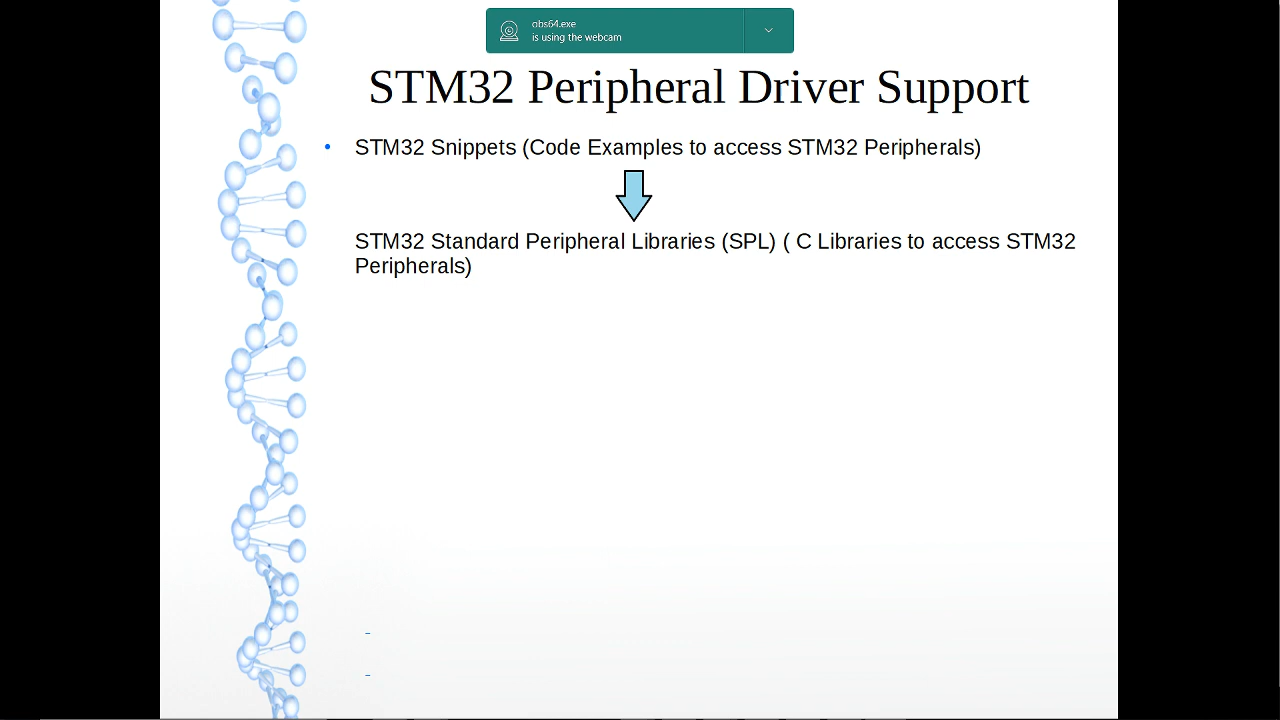 obs64.exe
is using the webcam
STM32 Peripheral Driver Support
• STM32 Snippets (Code Examples to access STM32 Peripherals)
STM32 Standard Peripheral Libraries (SPL) ( C Libraries to access STM32
Peripherals)
–
–